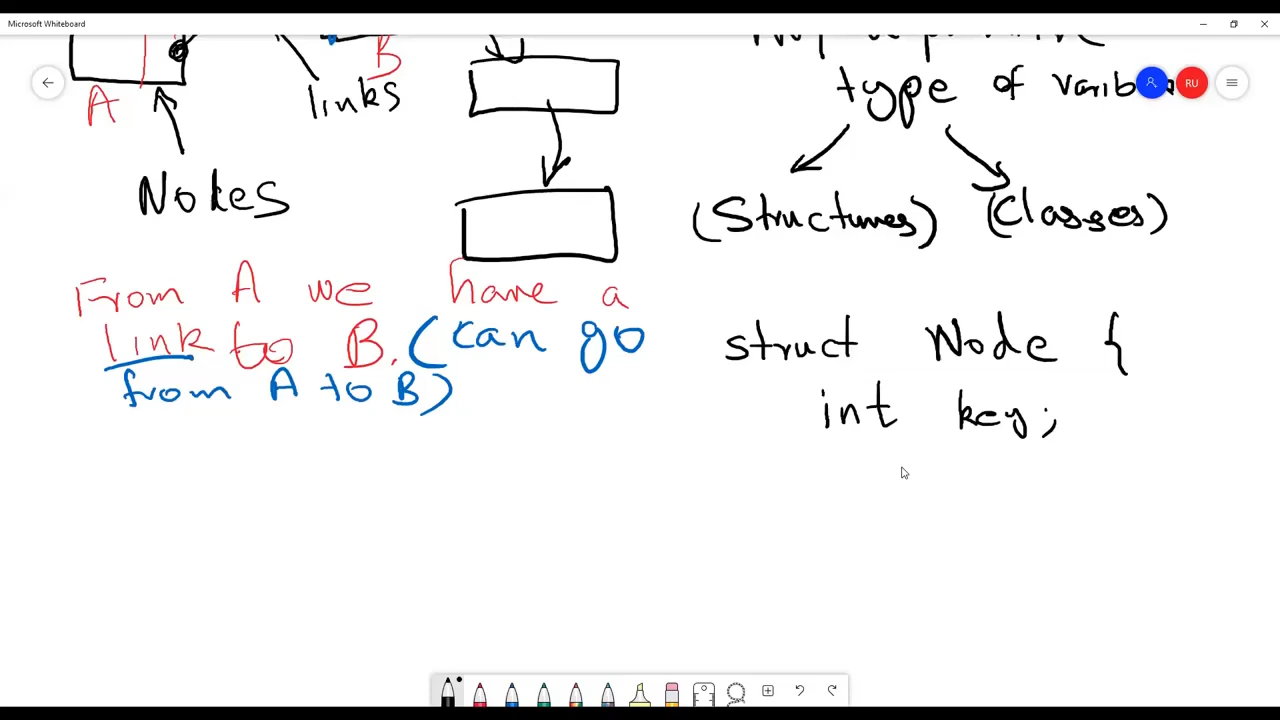 Microsoft Whiteboard
B
A
links
Nodes
From A we have a
link to B. (can go
from A to B)
type of
RU
(Structures) (Classes)
struct Node {
int key;